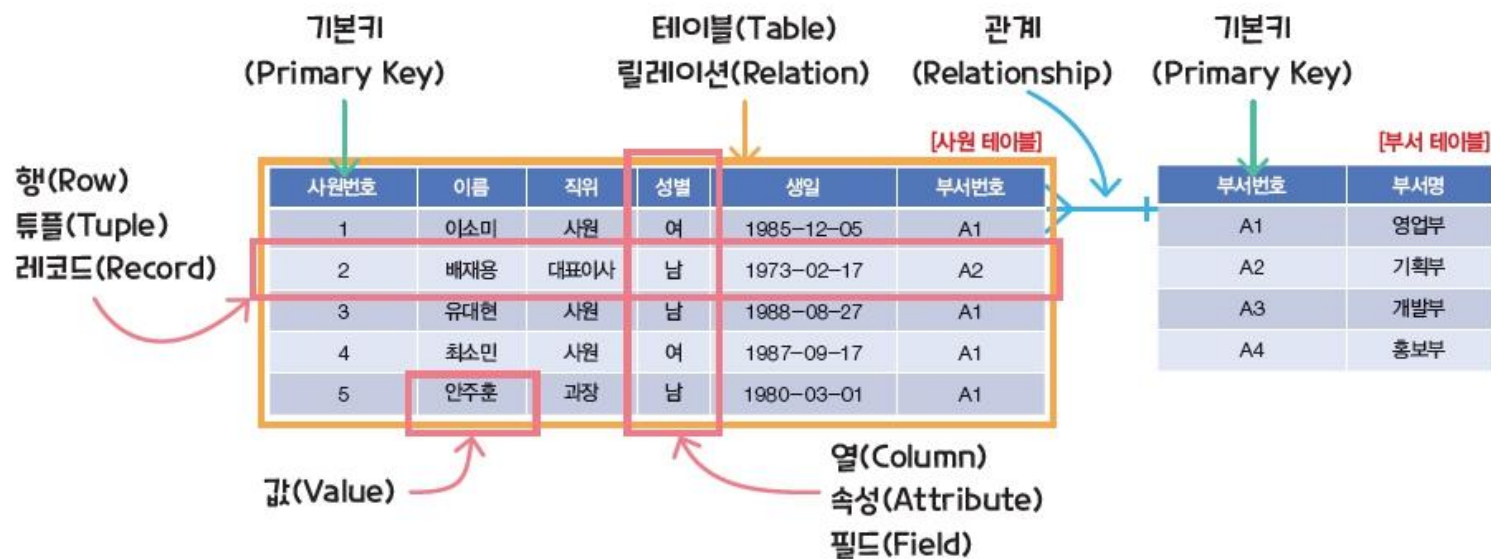 기본키
(Primary Key)
테이블(Table)
릴레이션(Relation)
관계
(Relationship)
기본키
(Primary Key)
행(Row)
튜플(Tuple)
레코드(Record)
[사원 테이블]
사원번호 이름 직위 성별 생일 부서번호
1 이소미 사원 여 1985-12-05 A1
2 배재용 대표이사 남 1973-02-17 A2
3 유대현 사원 남 1988-08-27 A1
4 최소민 사원 여 1987-09-17 A1
5 안주훈 과장 남 1980-03-01 A1
[부서 테이블]
부서번호 부서명
A1 영업부
A2 기획부
A3 개발부
A4 홍보부
값(Value)
열(Column)
속성(Attribute)
필드(Field)